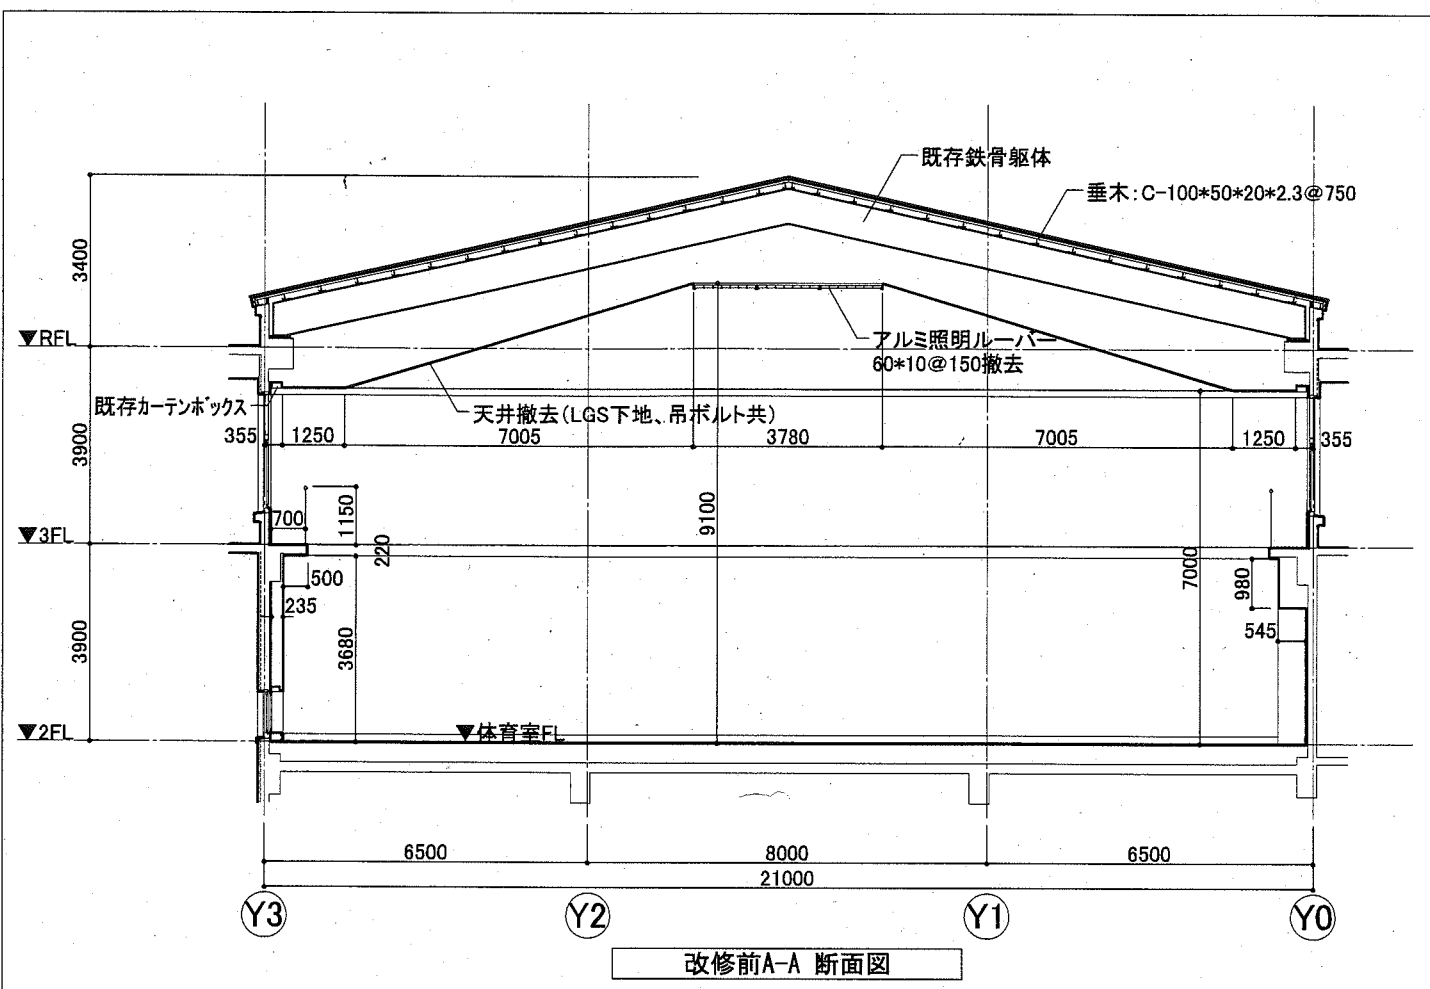 既存鉄骨躯体
垂木:C-100*50*20*2.3@750
3400
▼RFL
アルミ照明ルーバー
60*10@150撤去
既存カーテンボックス
天井撤去(LGS下地、吊ボルト共)
355
1250
7005
3780
7005
1250
355
3900
700
1150
9100
▼3FL
220
7000
500
980
235
545
3900
3680
▼2FL
▼体育室FL
6500
8000
6500
21000
Y3
Y2
Y1
Y0
改修前A-A 断面図